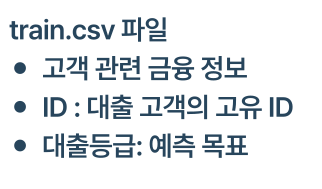 train.csv 파일
• 고객 관련 금융 정보
• ID : 대출 고객의 고유 ID
• 대출등급: 예측 목표